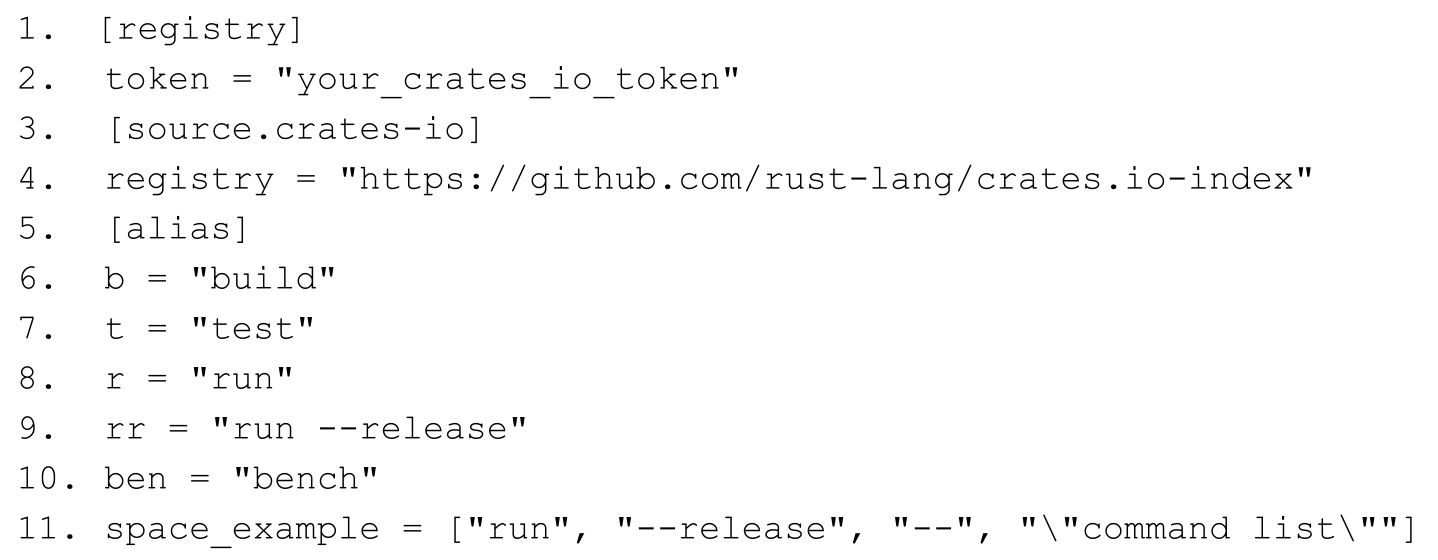 1. [registry]
2. token = "your_crates_io_token"
3. [source.crates-io]
4. registry = "https://github.com/rust-lang/crates.io-index"
5. [alias]
6. b = "build"
7. t = "test"
8. r = "run"
9. rr = "run --release"
10. ben = "bench"
11. space_example = ["run", "--release", "--", "\"command list\""]